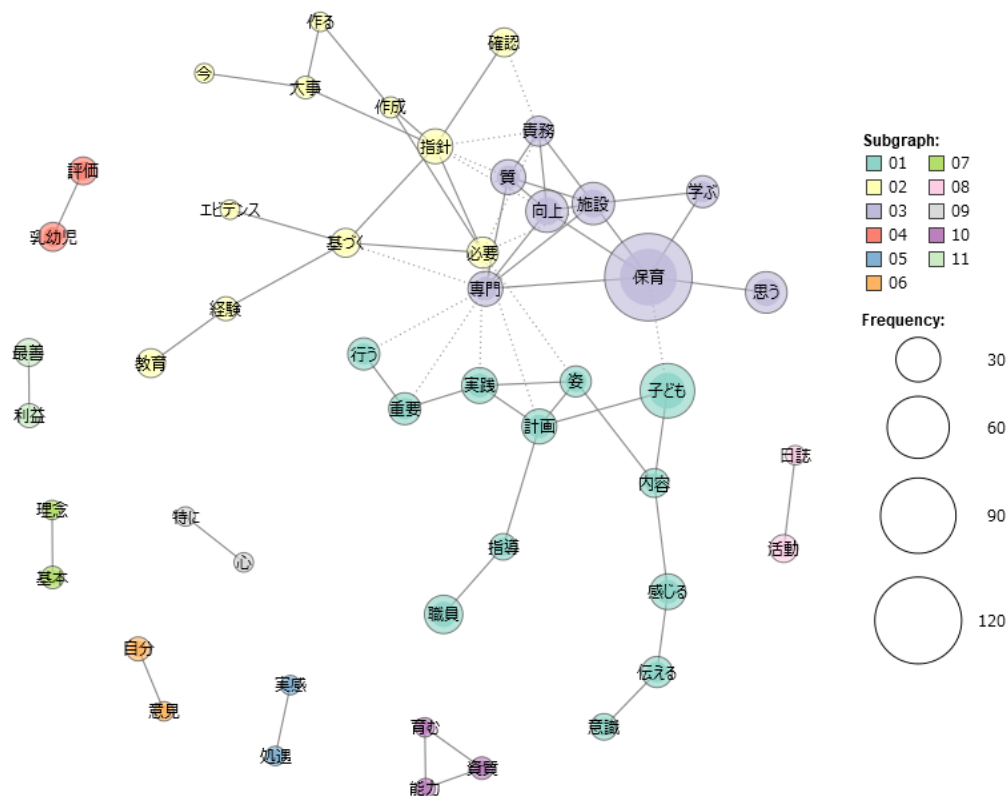 作る
確認
今
大事
作成
責務
指針
評価
質
学ぶ
施設
向上
エビデンス
乳幼児
基づく
必要
保育
専門
思う
経験
最善
行う
教育
姿
実践
子ども
重要
利益
計画
日誌
内容
理念
特に
指導
活動
心
基本
感じる
職員
自分
伝える
実感
意見
意識
育む
処遇
資質
能力
Subgraph:
01
07
02
08
03
09
04
10
05
11
06
Frequency:
30
60
90
120